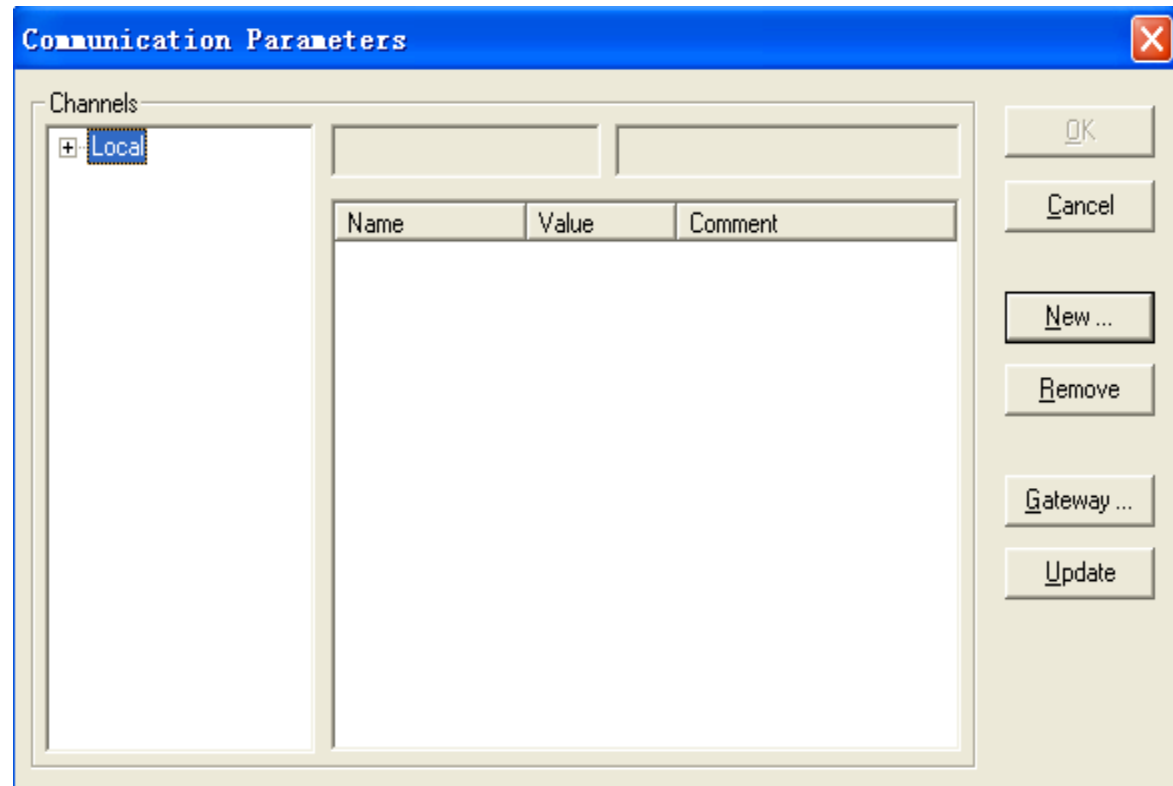 Communication Parameters
Channels
Local
Name Value Comment
OK
Cancel
New ...
Remove
Gateway ...
Update